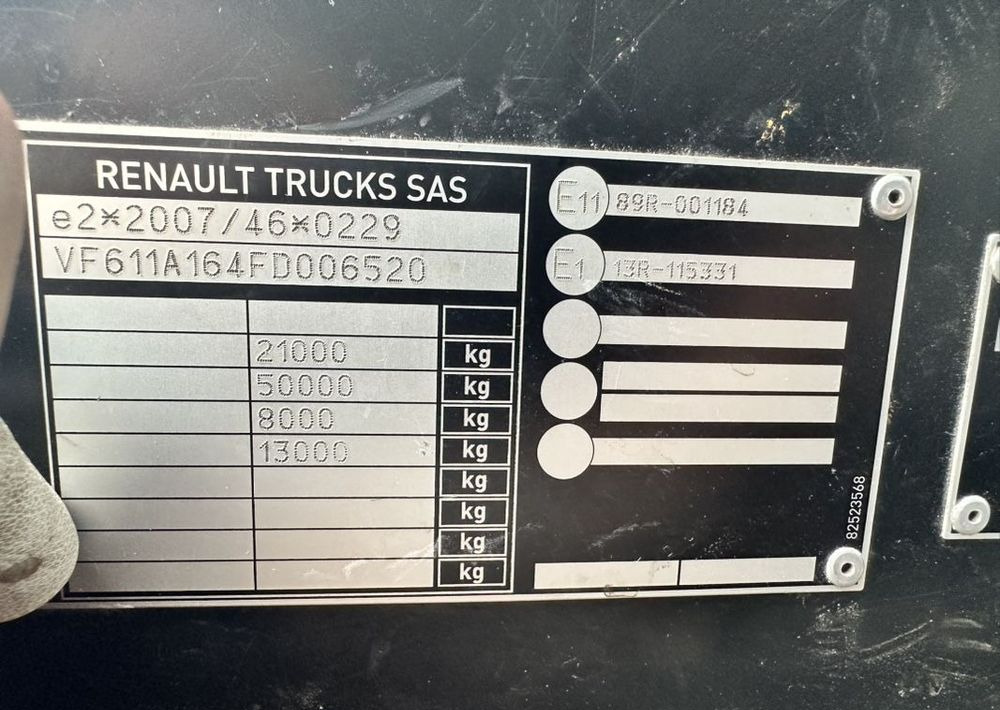 RENAULT TRUCKS SAS
e2*2007/46*0229
VF611A164FD006520
21000 kg
50000 kg
8000 kg
13000 kg
kg
kg
kg
kg
E11 89R-001184
E1 13R-115331
82523568